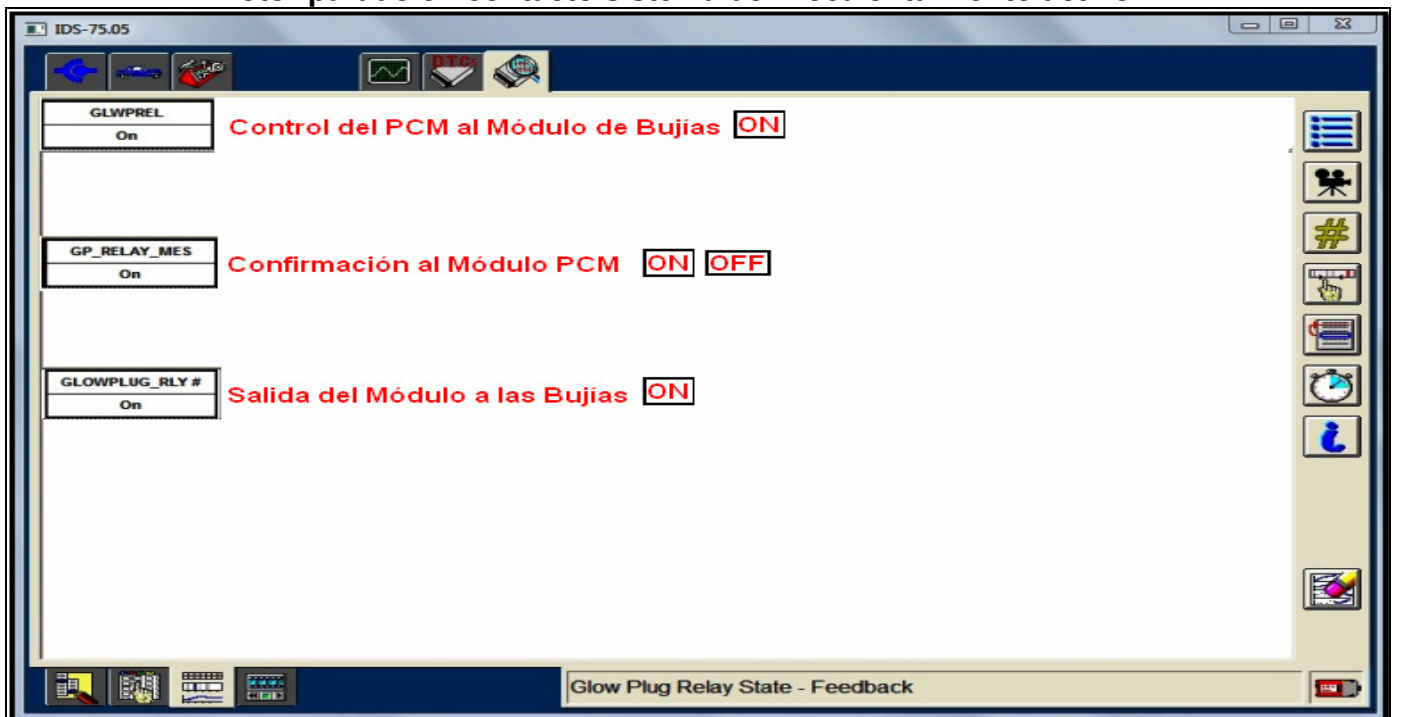 IDS-75.05
DTCs
GLWPREL
On
Control del PCM al Módulo de Bujías ON
GP_RELAY_MES
On
Confirmación al Módulo PCM ON OFF
GLOWPLUG_RLY #
On
Salida del Módulo a las Bujías ON
Glow Plug Relay State - Feedback